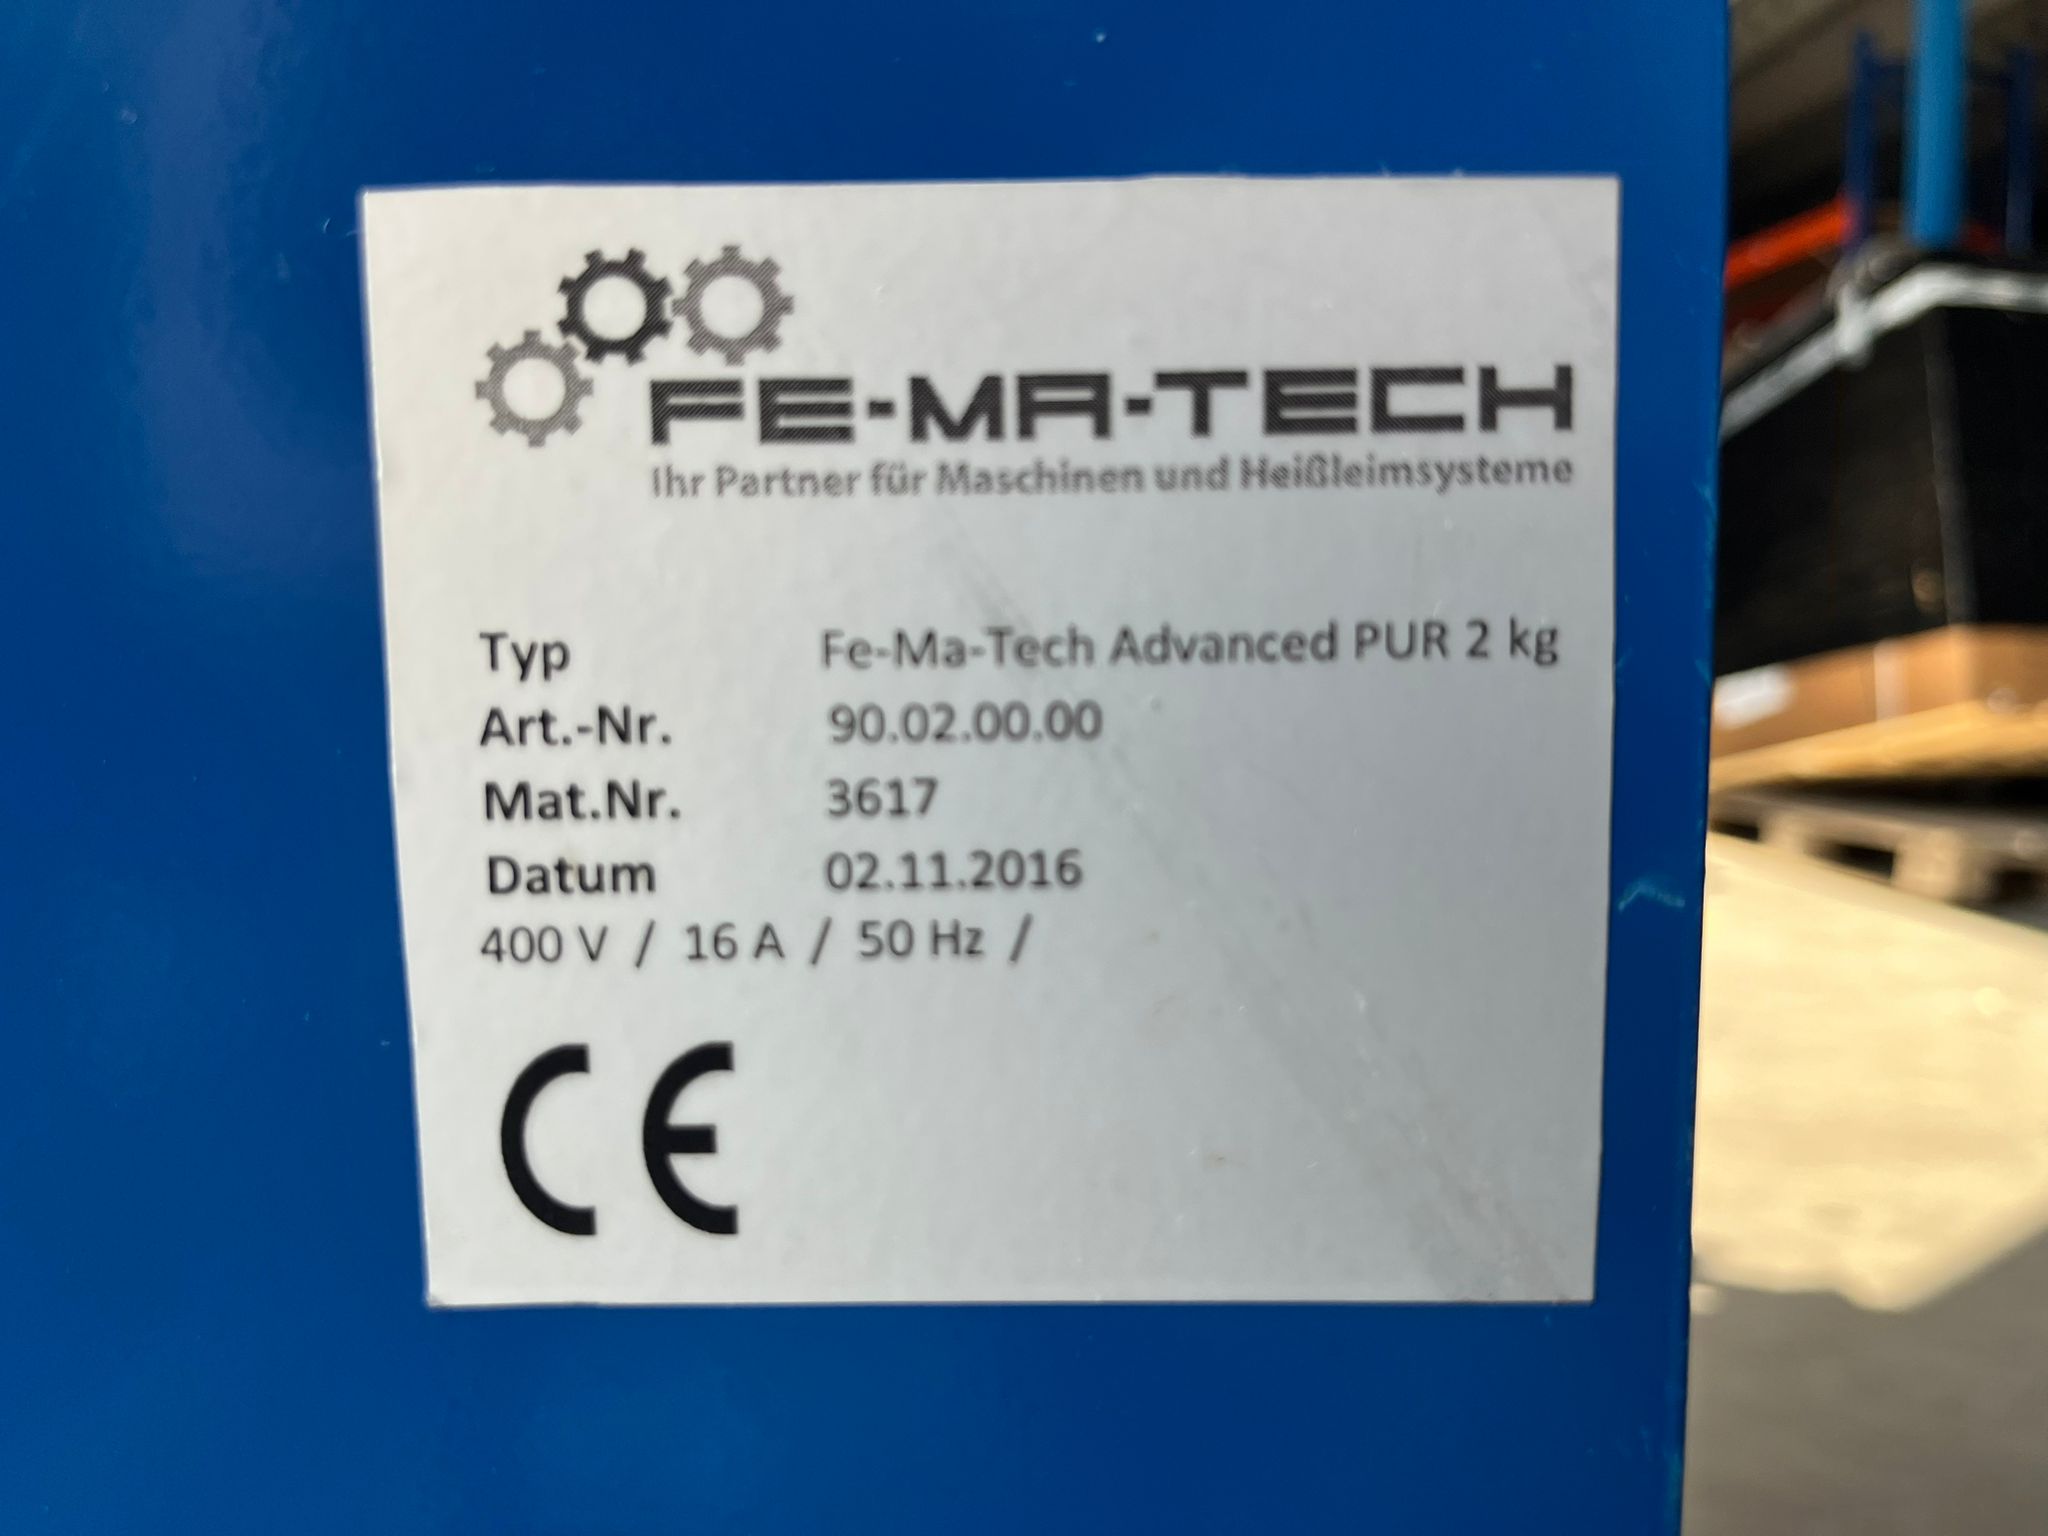 FE-MA-TECH
Ihr Partner für Maschinen und Heißleimsysteme
Typ Fe-Ma-Tech Advanced PUR 2 kg
Art.-Nr. 90.02.00.00
Mat.Nr. 3617
Datum 02.11.2016
400 V / 16 A / 50 Hz /
CE